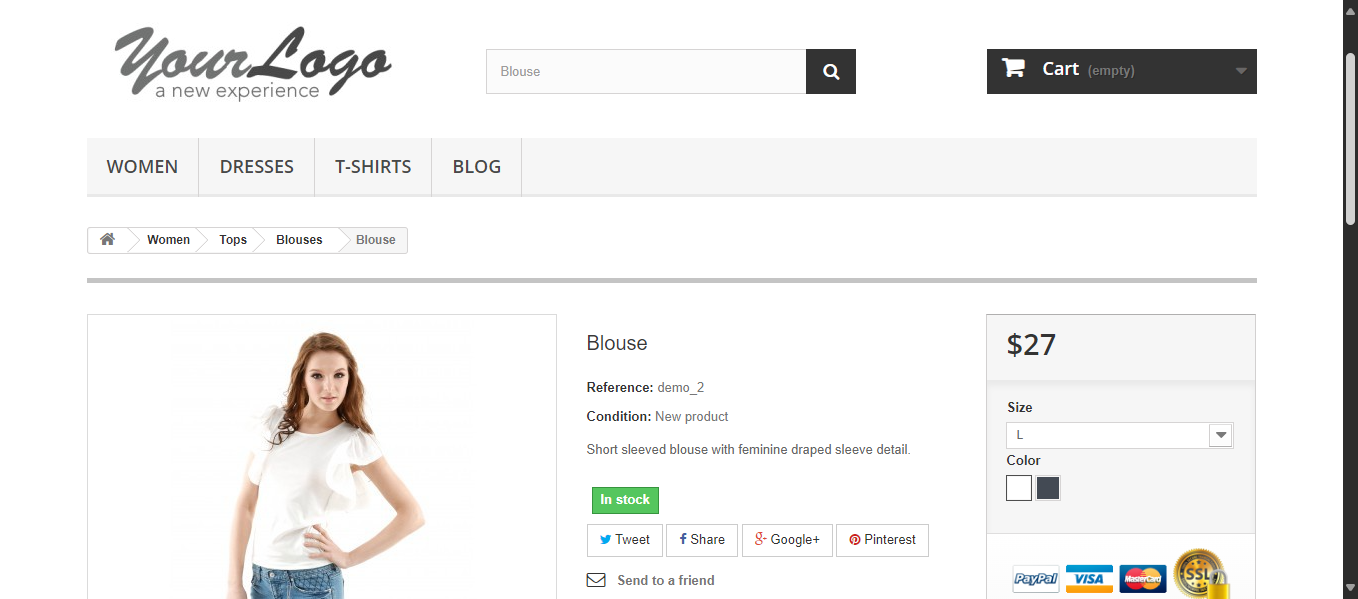 YourLogo
a new experience
Blouse
Cart (empty)
WOMEN
DRESSES
T-SHIRTS
BLOG
Women
Tops
Blouses
Blouse
Blouse
Reference: demo_2
Condition: New product
Short sleeved blouse with feminine draped sleeve detail.
In stock
Tweet
Share
Google+
Pinterest
Send to a friend
$27
Size
L
Color
PayPal
VISA
MasterCard
SSL